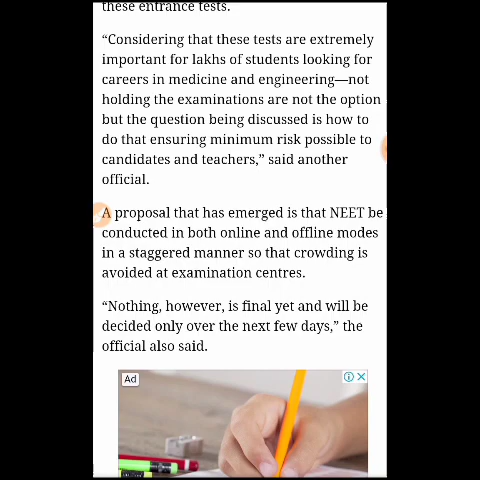 these entrance tests.
“Considering that these tests are extremely
important for lakhs of students looking for
careers in medicine and engineering—not
holding the examinations are not the option
but the question being discussed is how to
do that ensuring minimum risk possible to
candidates and teachers,” said another
official.
A proposal that has emerged is that NEET be
conducted in both online and offline modes
in a staggered manner so that crowding is
avoided at examination centres.
“Nothing, however, is final yet and will be
decided only over the next few days,” the
official also said.
Ad